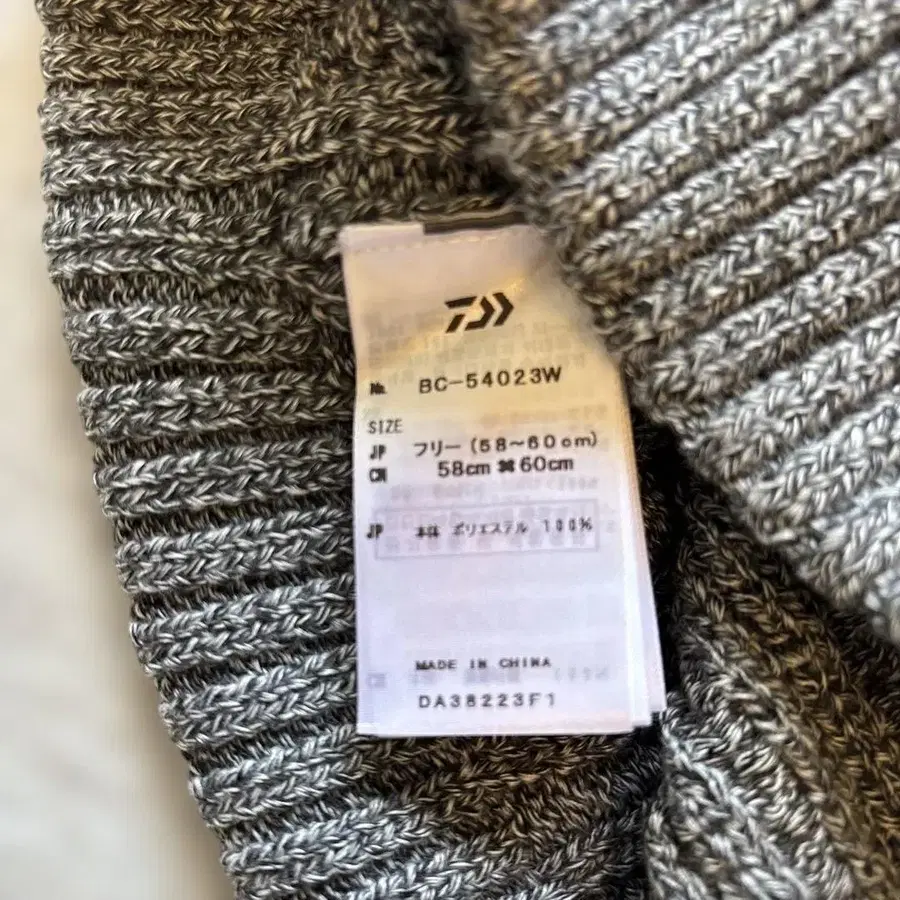 No. BC-54023W
SIZE
JP フリー(58~60cm)
CN 58cm ✖ 60cm
JP 本体 ポリエステル 100%
MADE IN CHINA
DA38223F1